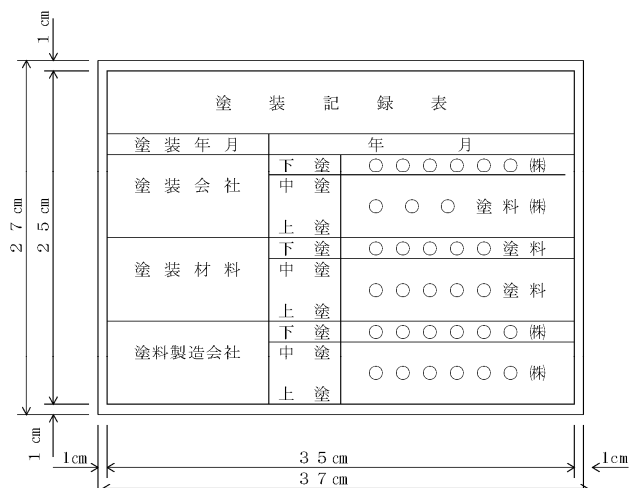 1 cm
塗 装 記 録 表
塗 装 年 月 年 月
下 塗 ○ ○ ○ ○ ○ ○ ㈱
塗 装 会 社 中 塗
○ ○ ○ 塗 料 ㈱
上 塗
下 塗 ○ ○ ○ ○ ○ 塗 料
塗 装 材 料 中 塗
○ ○ ○ ○ ○ 塗 料
上 塗
下 塗 ○ ○ ○ ○ ○ ○ ㈱
塗料製造会社 中 塗
○ ○ ○ ○ ○ ○ ㈱
上 塗
2 7 cm
2 5 cm
1 cm
1cm
3 5 cm
1cm
3 7 cm